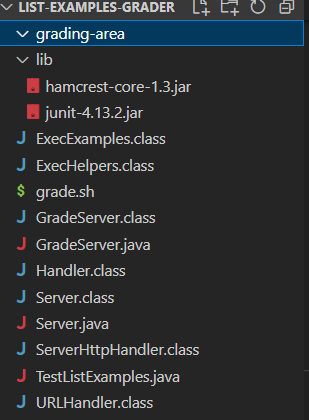 LIST-EXAMPLES-GRADER
grading-area
lib
hamcrest-core-1.3.jar
junit-4.13.2.jar
J ExecExamples.class
J ExecHelpers.class
$ grade.sh
J GradeServer.class
J GradeServer.java
J Handler.class
J Server.class
J Server.java
J ServerHttpHandler.class
J TestListExamples.java
J URLHandler.class